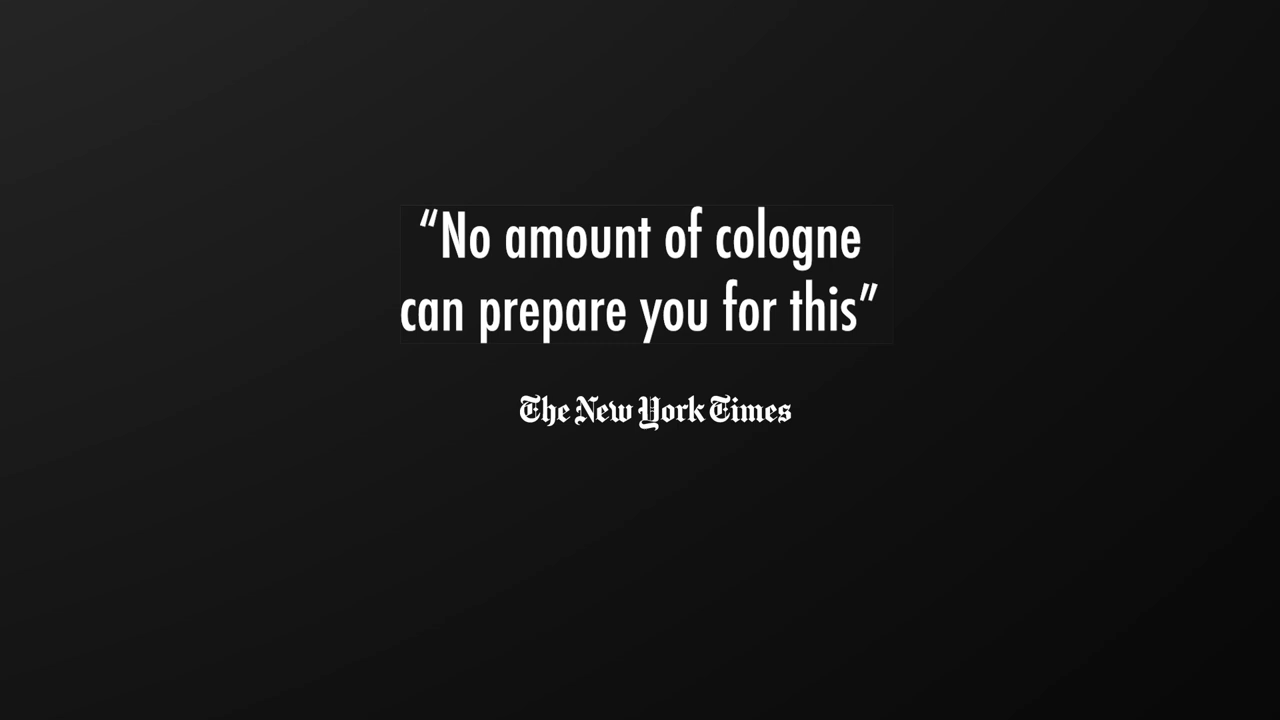 “No amount of cologne
can prepare you for this”
The New York Times